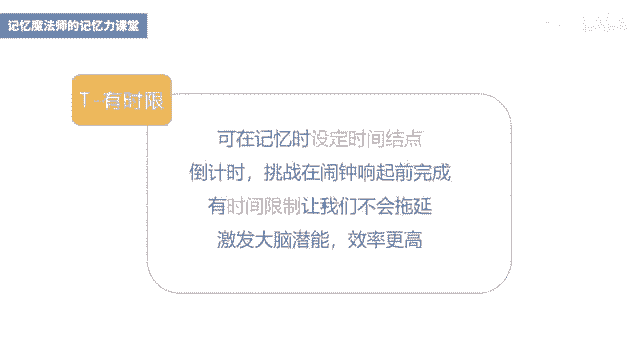 记忆魔法师的记忆力课堂
T 有时限
可在记忆时设定时间结点
倒计时，挑战在闹钟响起前完成
有时间限制让我们不会拖延
激发大脑潜能，效率更高